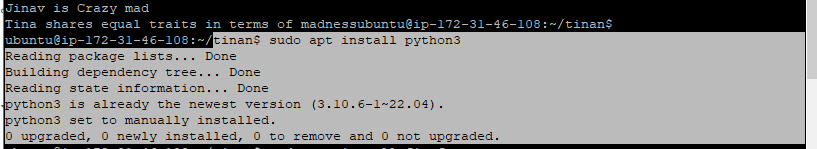 Jinav is Crazy mad
Tina shares equal traits in terms of madnessubuntu@ip-172-31-46-108:~/tinan$
ubuntu@ip-172-31-46-108:~/tinan$ sudo apt install python3
Reading package lists... Done
Building dependency tree... Done
Reading state information... Done
python3 is already the newest version (3.10.6-1~22.04).
python3 set to manually installed.
0 upgraded, 0 newly installed, 0 to remove and 0 not upgraded.